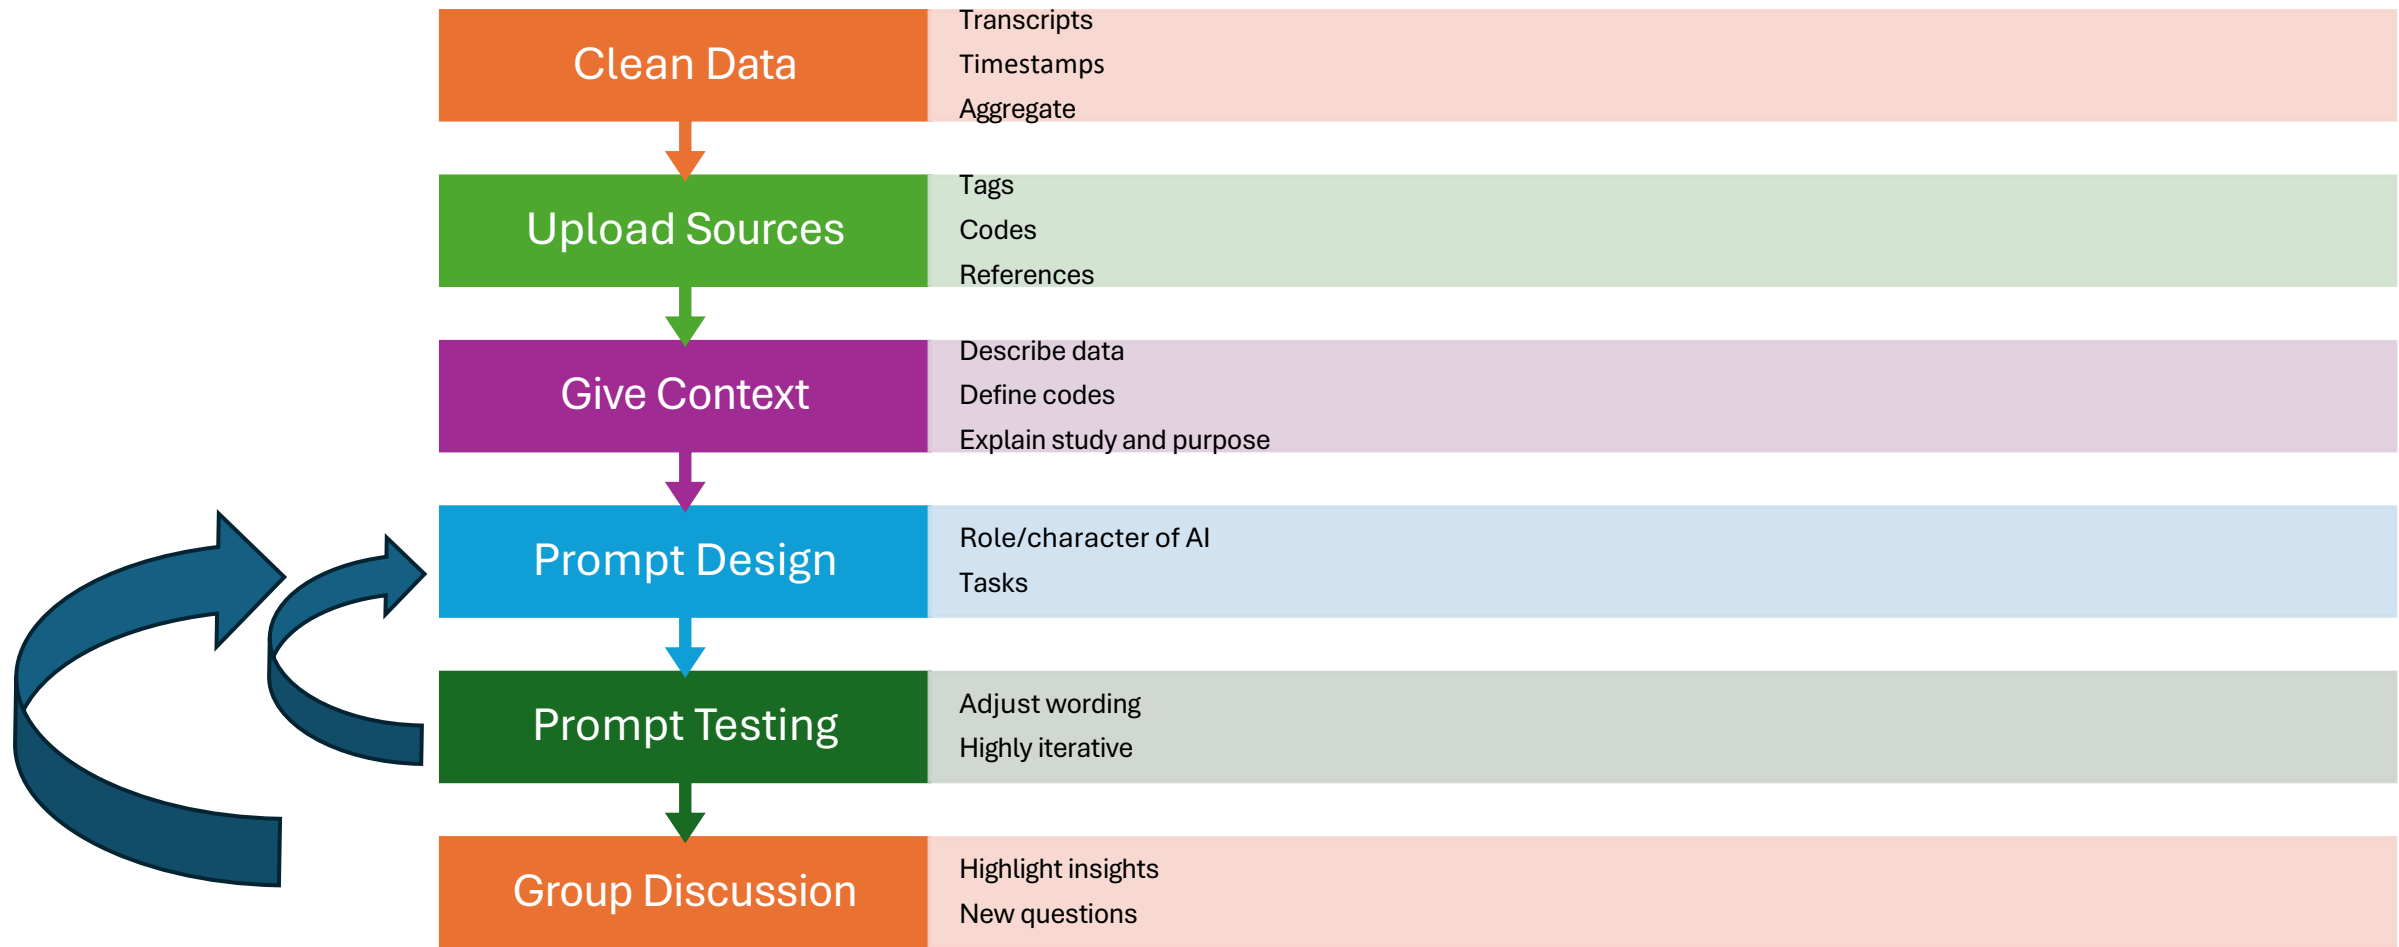 Clean Data
Transcripts
Timestamps
Aggregate
Upload Sources
Tags
Codes
References
Give Context
Describe data
Define codes
Explain study and purpose
Prompt Design
Role/character of AI
Tasks
Prompt Testing
Adjust wording
Highly iterative
Group Discussion
Highlight insights
New questions